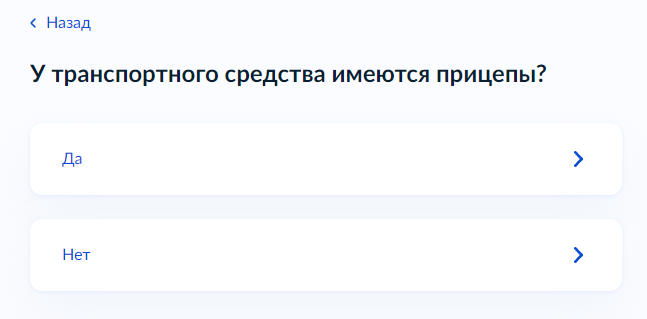 Назад
У транспортного средства имеются прицепы?
Да
Нет